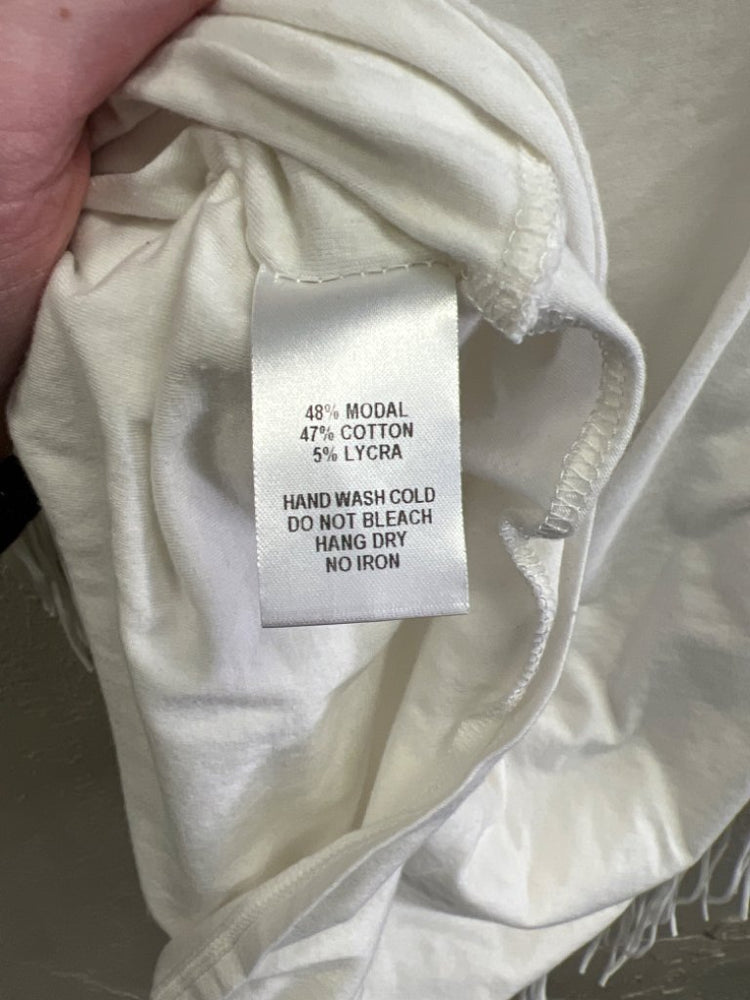 48% MODAL
47% COTTON
5% LYCRA
HAND WASH COLD
DO NOT BLEACH
HANG DRY
NO IRON